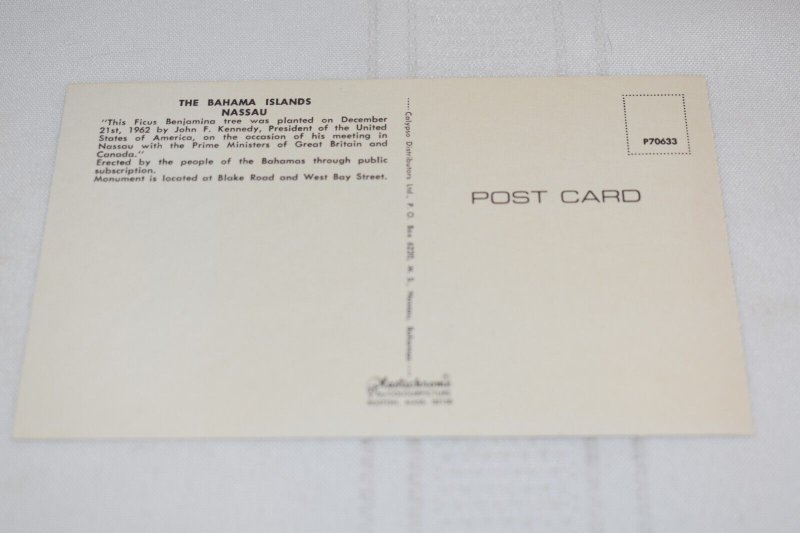 THE BAHAMA ISLANDS
NASSAU
"This Ficus Benjamina tree was planted on December
21st, 1962 by John F. Kennedy, President of the United
States of America, on the occasion of his meeting in
Nassau with the Prime Ministers of Great Britain and
Canada."
Erected by the people of the Bahamas through public
subscription.
Monument is located at Blake Road and West Bay Street.
Calypso Distributors Ltd., P O. Box
Nassau, Bahamas
P70633
POST CARD